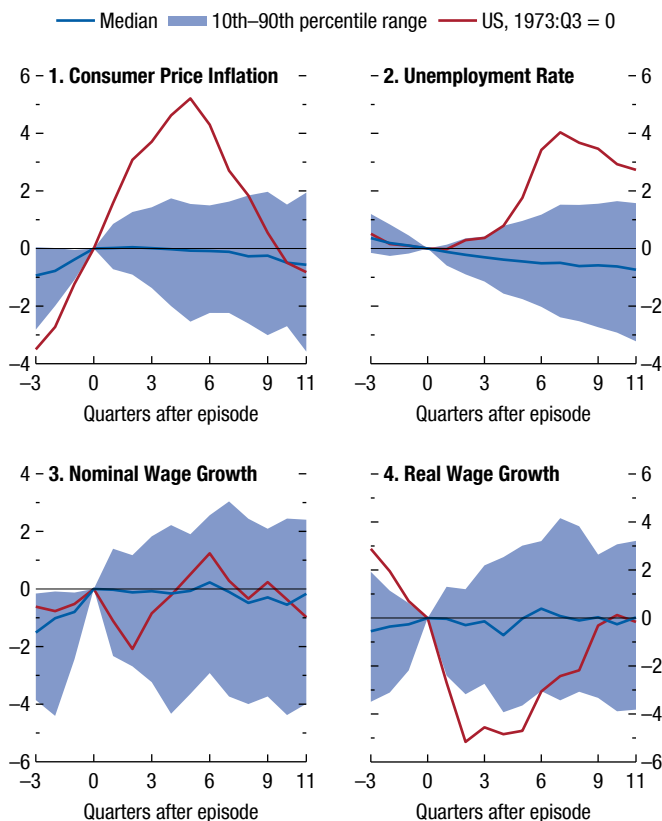 Median 10th–90th percentile range US, 1973:Q3 = 0
1. Consumer Price Inflation
6
4
2
0
–2
–4
–3 0 3 6 9 11
Quarters after episode
2. Unemployment Rate
6
4
2
0
–2
–4
–3 0 3 6 9 11
Quarters after episode
3. Nominal Wage Growth
4
2
0
–2
–4
–6
–3 0 3 6 9 11
Quarters after episode
4. Real Wage Growth
6
4
2
0
–2
–4
–6
–3 0 3 6 9 11
Quarters after episode